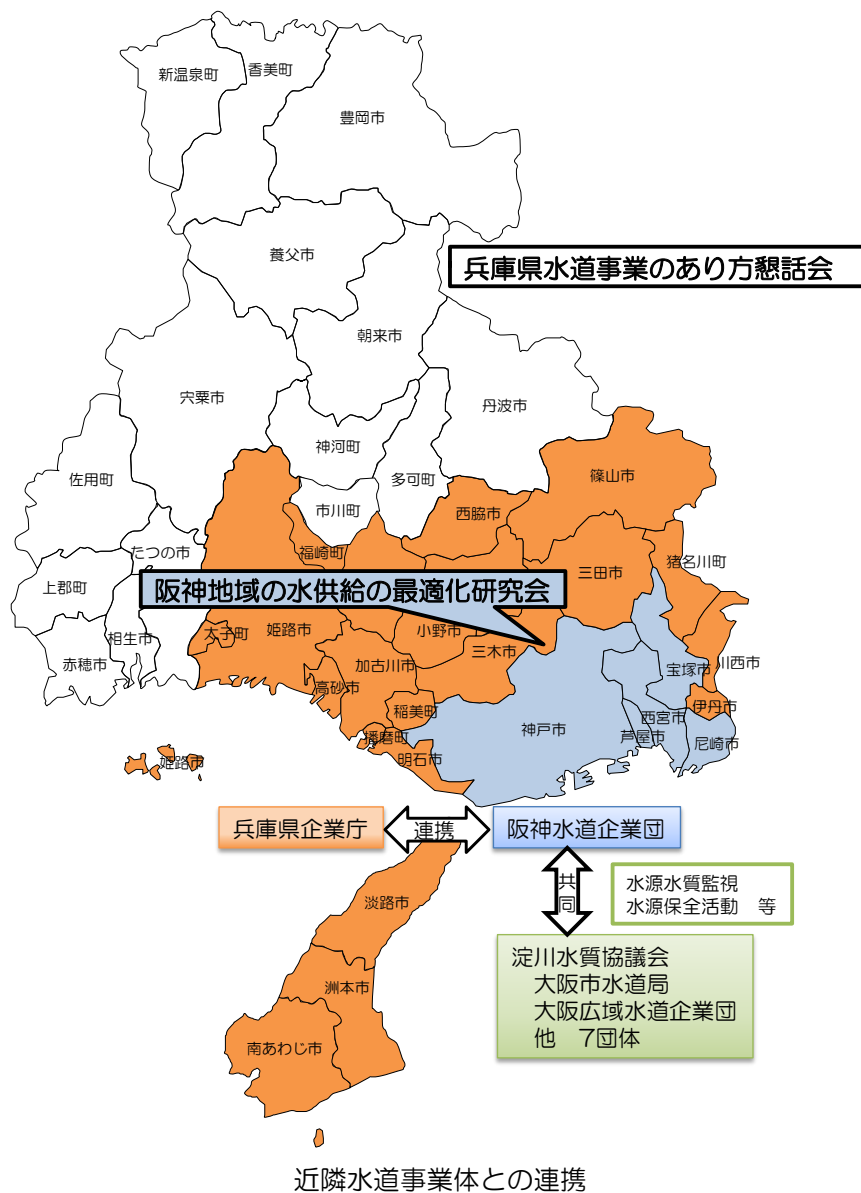 新温泉町
香美町
豊岡市
養父市
兵庫県水道事業のあり方懇話会
朝来市
宍粟市
丹波市
神河町
佐用町
多可町
篠山市
市川町
西脇市
たつの市
福崎町
猪名川町
上郡町
三田市
阪神地域の水供給の最適化研究会
相生市
太子町
姫路市
小野市
三木市
赤穂市
加古川市
宝塚市
川西市
高砂市
稲美町
伊丹市
神戸市
西宮市
播磨町
芦屋市
尼崎市
明石市
姫路市
兵庫県企業庁
連携
阪神水道企業団
共同
水源水質監視
水源保全活動　等
淡路市
淀川水質協議会
大阪市水道局
大阪広域水道企業団
他　7団体
洲本市
南あわじ市
近隣水道事業体との連携